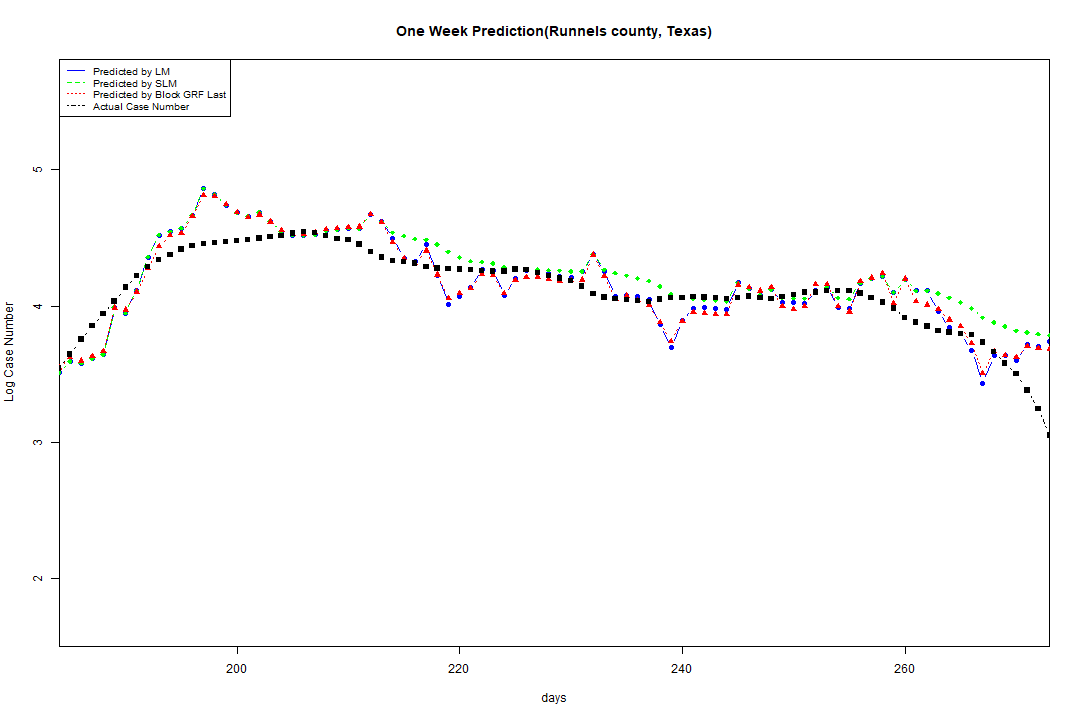 One Week Prediction(Runnels county, Texas)
Predicted by LM
Predicted by SLM
Predicted by Block GRF Last
Actual Case Number
5
4
3
2
Log Case Number
200 220 240 260
days